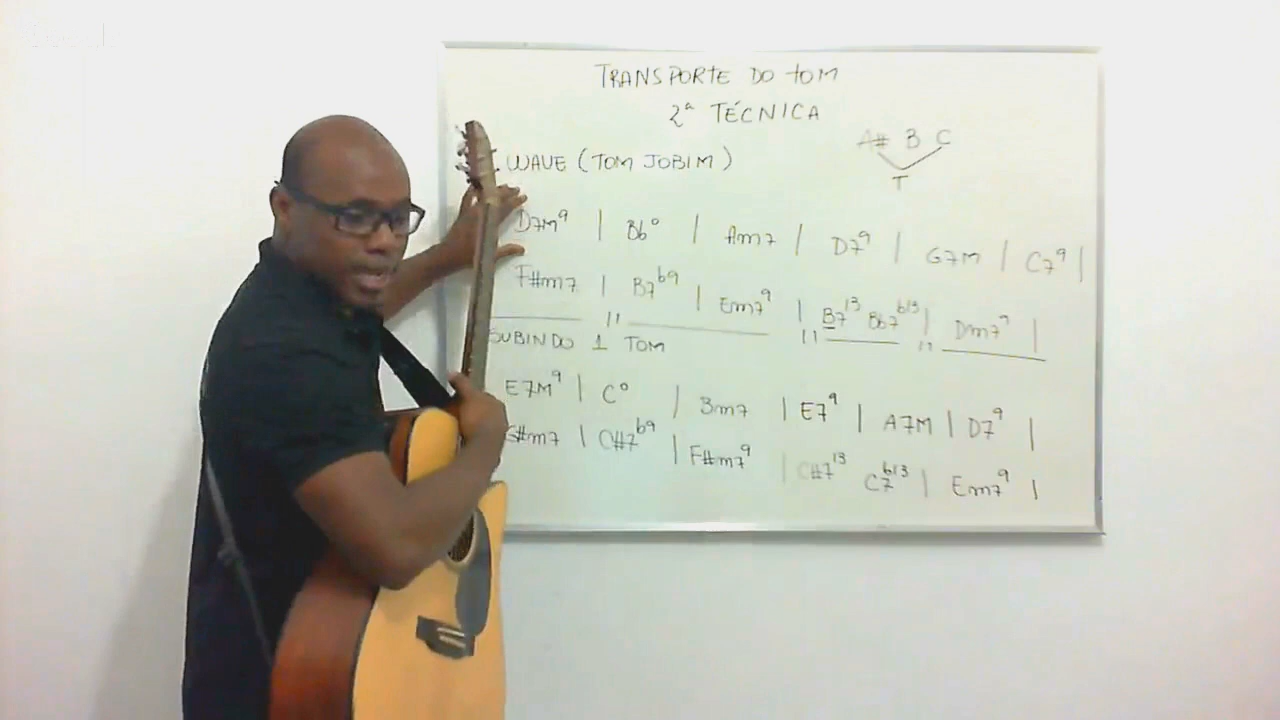 TRANSPORTE DO TOM
2ª TÉCNICA
A# B C
T
WAVE (TOM JOBIM)
D7M9 | Bb° | Am7 | D79 | G7M | C79 |
F#m7 | B7b9 | Em79 | B713 Bb7b13 | Dm79 |
SUBINDO 1 TOM
E7M9 | C° | Bm7 | E79 | A7M | D79 |
G#m7 | C#7b9 | F#m79 | C#713 C7b13 | Em79 |